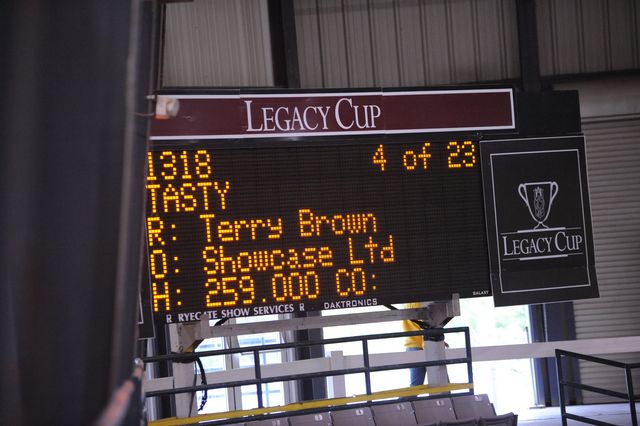 LEGACY CUP
1318 4 of 23
TASTY
R: Terry Brown
O: Showcase Ltd
H: 259.000 CO:
R RYEGATE SHOW SERVICES R DAKTRONICS
GALAXY
LEGACY CUP